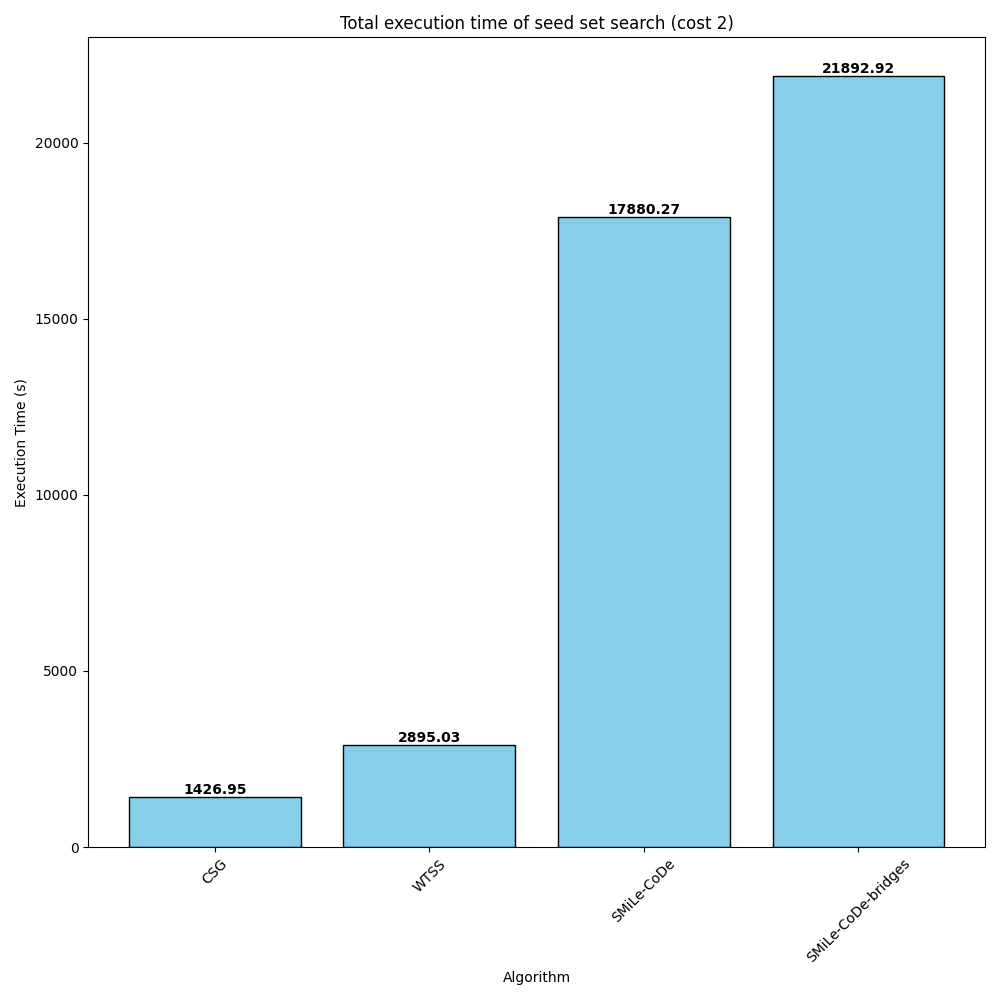 Total execution time of seed set search (cost 2)
21892.92
20000
17880.27
15000
Execution Time (s)
10000
5000
2895.03
1426.95
0
CSG
WTSS
SMiLe-CoDe
SMiLe-CoDe-bridges
Algorithm